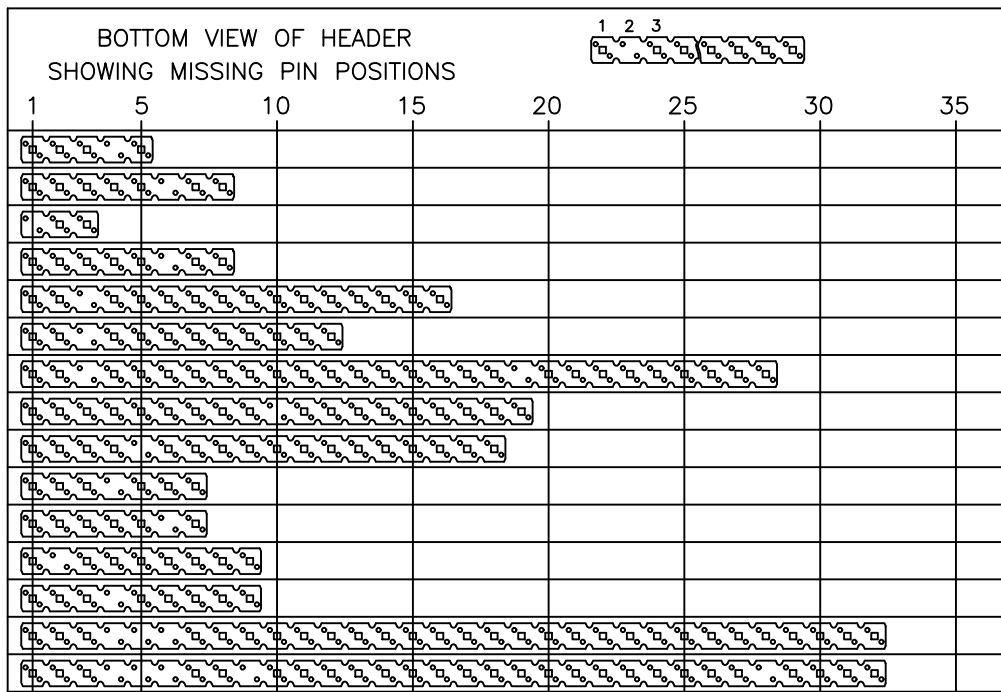 BOTTOM VIEW OF HEADER
SHOWING MISSING PIN POSITIONS
1 2 3
1 5 10 15 20 25 30 35